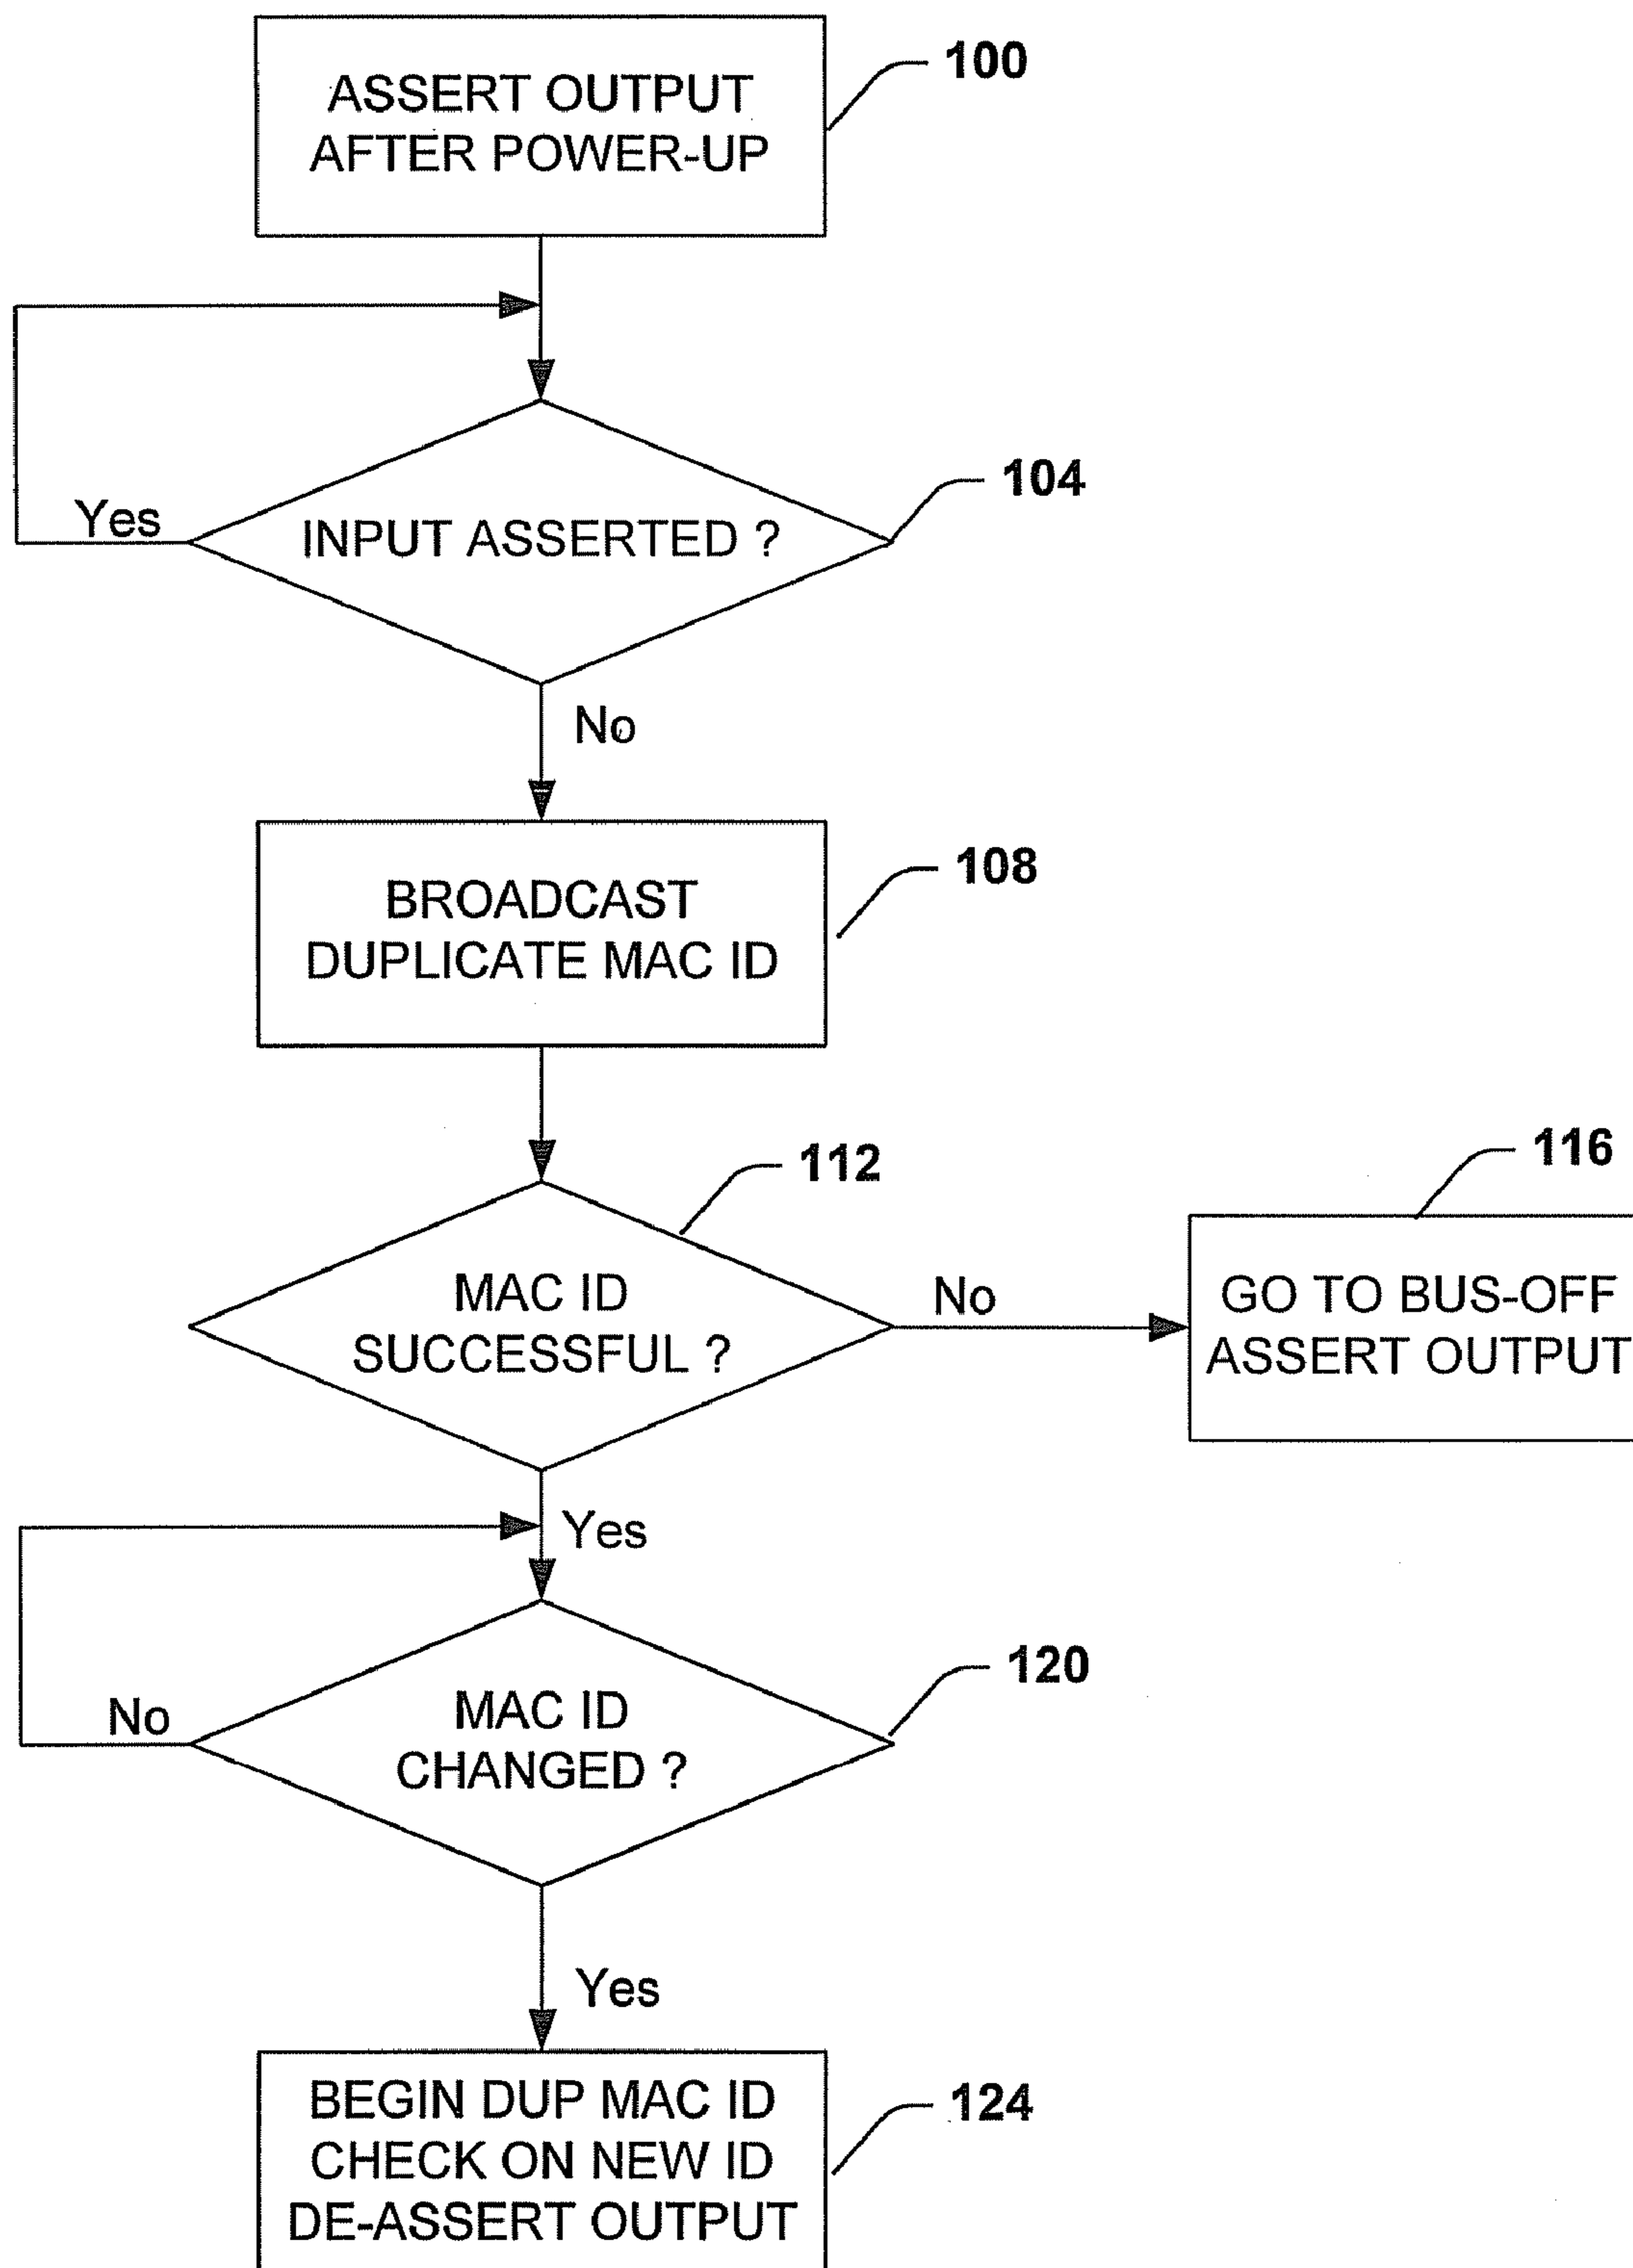 ASSERT OUTPUT
AFTER POWER-UP
100
INPUT ASSERTED ?
104
Yes
No
BROADCAST
DUPLICATE MAC ID
108
MAC ID
SUCCESSFUL ?
112
No
GO TO BUS-OFF
ASSERT OUTPUT
116
Yes
MAC ID
CHANGED ?
120
No
Yes
BEGIN DUP MAC ID
CHECK ON NEW ID
DE-ASSERT OUTPUT
124